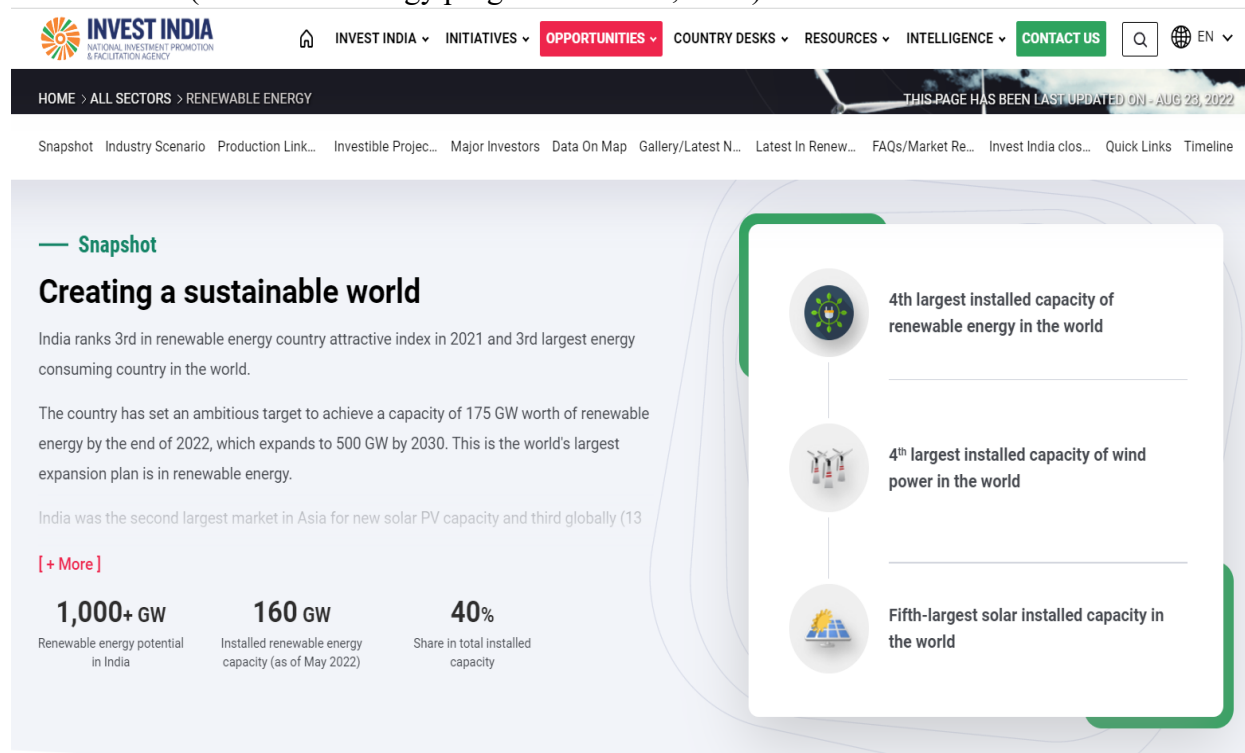 INVEST INDIA
NATIONAL INVESTMENT PROMOTION
& FACILITATION AGENCY
INVEST INDIA INITIATIVES OPPORTUNITIES COUNTRY DESKS RESOURCES INTELLIGENCE CONTACT US EN
HOME > ALL SECTORS > RENEWABLE ENERGY
THIS PAGE HAS BEEN LAST UPDATED ON - AUG 23, 2022
Snapshot Industry Scenario Production Link... Investible Projec... Major Investors Data On Map Gallery/Latest N... Latest In Renew... FAQs/Market Re... Invest India clos... Quick Links Timeline
Snapshot
Creating a sustainable world
India ranks 3rd in renewable energy country attractive index in 2021 and 3rd largest energy
consuming country in the world.
The country has set an ambitious target to achieve a capacity of 175 GW worth of renewable
energy by the end of 2022, which expands to 500 GW by 2030. This is the world's largest
expansion plan is in renewable energy.
India was the second largest market in Asia for new solar PV capacity and third globally (13
[ + More ]
1,000+ GW
Renewable energy potential
in India
160 GW
Installed renewable energy
capacity (as of May 2022)
40%
Share in total installed
capacity
4th largest installed capacity of
renewable energy in the world
4th largest installed capacity of wind
power in the world
Fifth-largest solar installed capacity in
the world